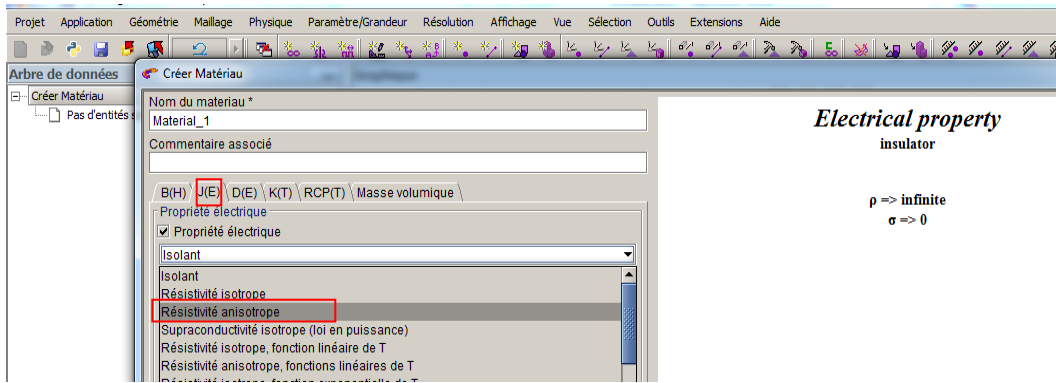 Projet Application Géométrie Maillage Physique Paramètre/Grandeur Résolution Affichage Vue Sélection Outils Extensions Aide
Arbre de données
Créer Matériau
Pas d'entités
Créer Matériau
Nom du materiau *
Material_1
Commentaire associé
B(H) J(E) D(E) K(T) RCP(T) Masse volumique
Propriété électrique
Propriété électrique
Isolant
Isolant
Résistivité isotrope
Résistivité anisotrope
Supraconductivité isotrope (loi en puissance)
Résistivité isotrope, fonction linéaire de T
Résistivité anisotrope, fonctions linéaires de T
Electrical property
insulator
ρ => infinite
σ => 0